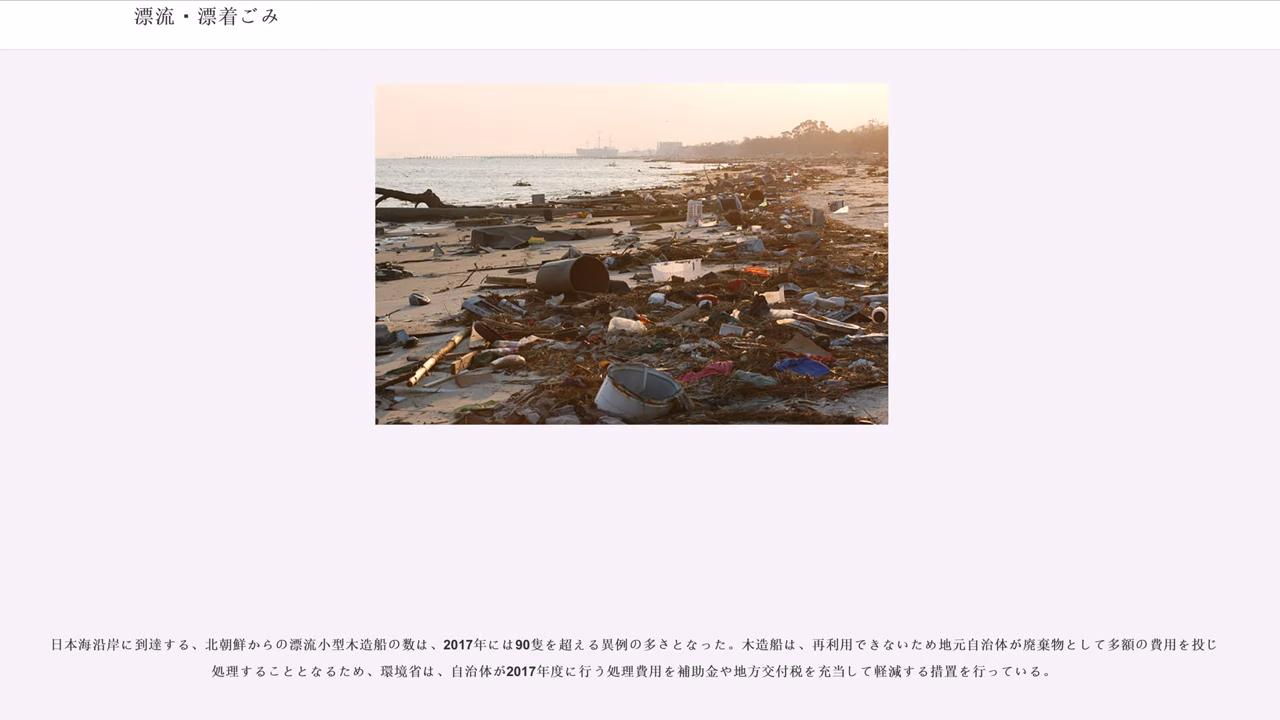 漂流・漂着ごみ
日本海沿岸に到達する、北朝鮮からの漂流小型木造船の数は、2017年には90隻を超える異例の多さとなった。木造船は、再利用できないため地元自治体が廃棄物として多額の費用を投じ
処理することとなるため、環境省は、自治体が2017年度に行う処理費用を補助金や地方交付税を充当して軽減する措置を行っている。